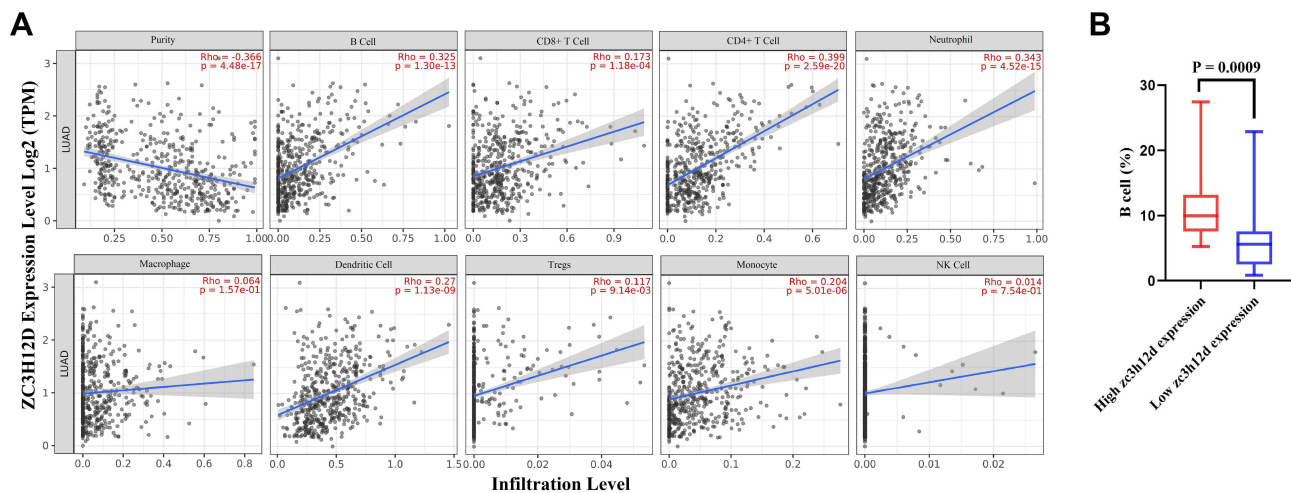 A
B
ZC3H12D Expression Level Log2 (TPM)
Purity
B Cell
CD8+ T Cell
CD4+ T Cell
Neutrophil
LUAD
Rho = -0.366
p = 4.48e-17
Rho = 0.325
p = 1.30e-13
Rho = 0.173
p = 1.18e-04
Rho = 0.399
p = 2.59e-20
Rho = 0.343
p = 4.52e-15
3
2
1
0
0.25 0.50 0.75 1.00
0.00 0.25 0.50 0.75 1.00
0.0 0.3 0.6 0.9
0.0 0.2 0.4 0.6
0.00 0.25 0.50 0.75 1.00
Macrophage
Dendritic Cell
Tregs
Monocyte
NK Cell
LUAD
Rho = 0.064
p = 1.57e-01
Rho = 0.27
p = 1.13e-09
Rho = 0.117
p = 9.14e-03
Rho = 0.204
p = 5.01e-06
Rho = 0.014
p = 7.54e-01
3
2
1
0
0.0 0.2 0.4 0.6 0.8
0.0 0.5 1.0 1.5
0.00 0.02 0.04
0.0 0.1 0.2
0.00 0.01 0.02
Infiltration Level
P = 0.0009
B cell (%)
30
20
10
0
High zc3h12d expression
Low zc3h12d expression